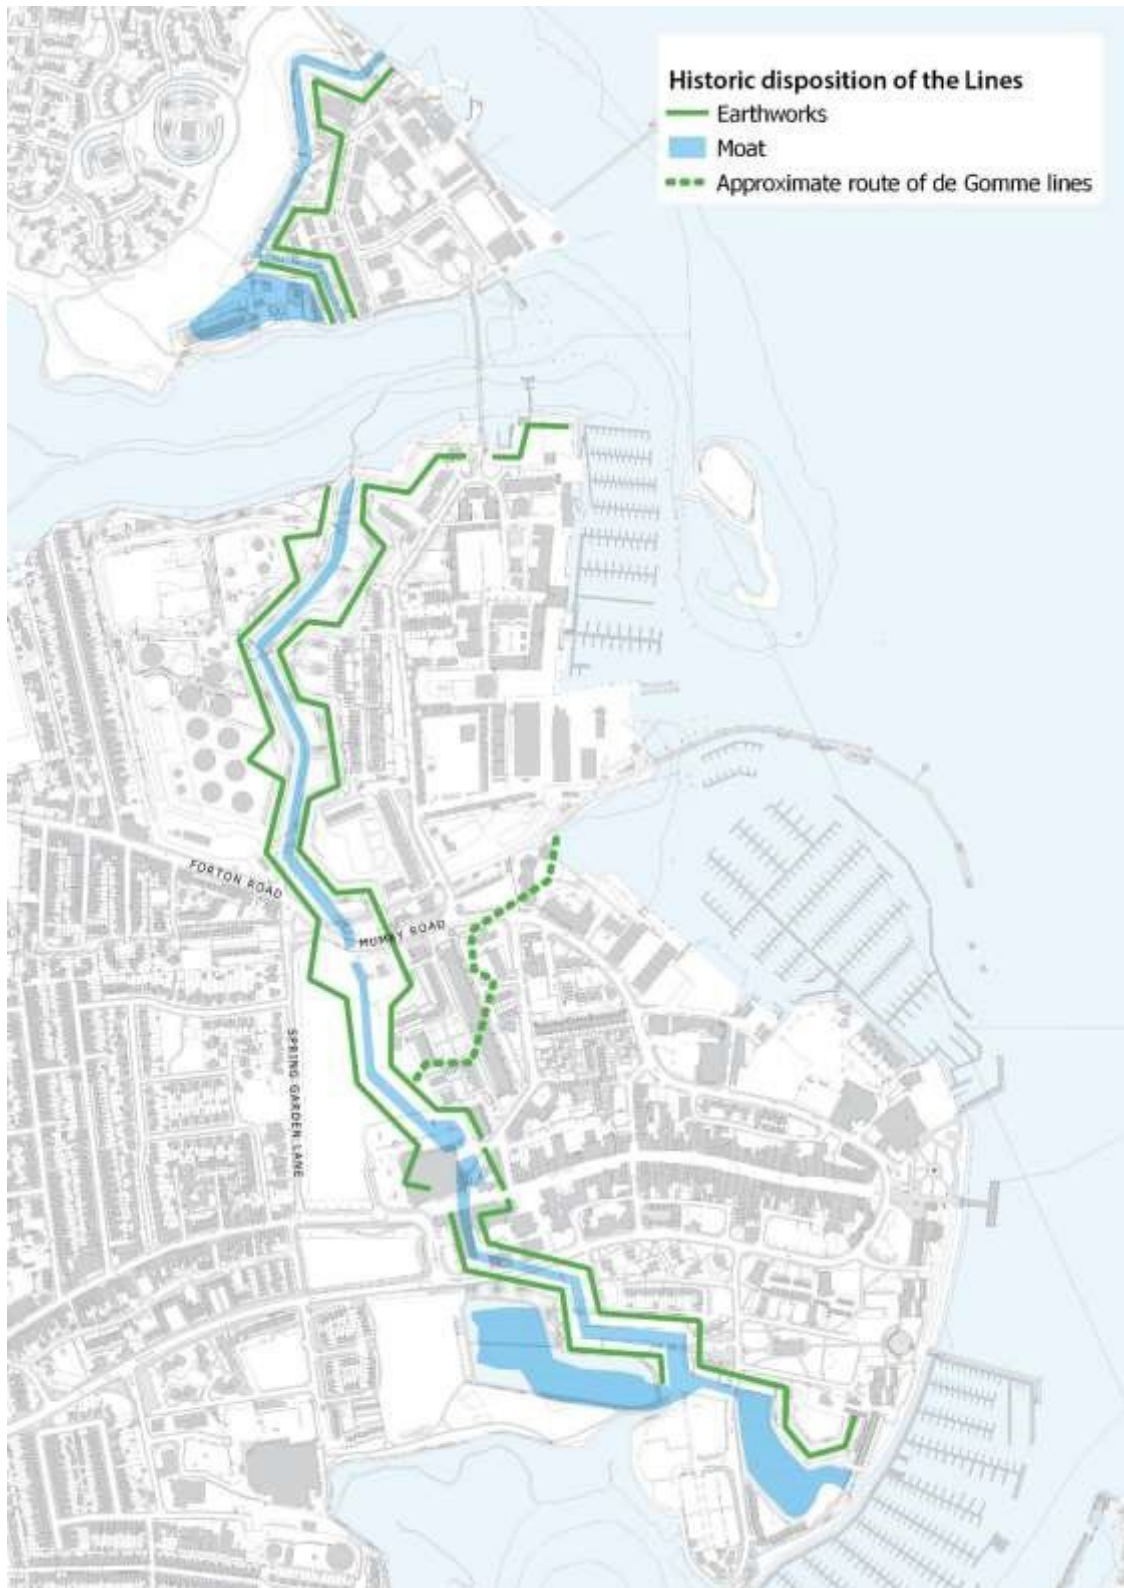 Historic disposition of the Lines
Earthworks
Moat
Approximate route of de Gomme lines
FORTON ROAD
MUMBY ROAD
SPRING GARDEN LANE